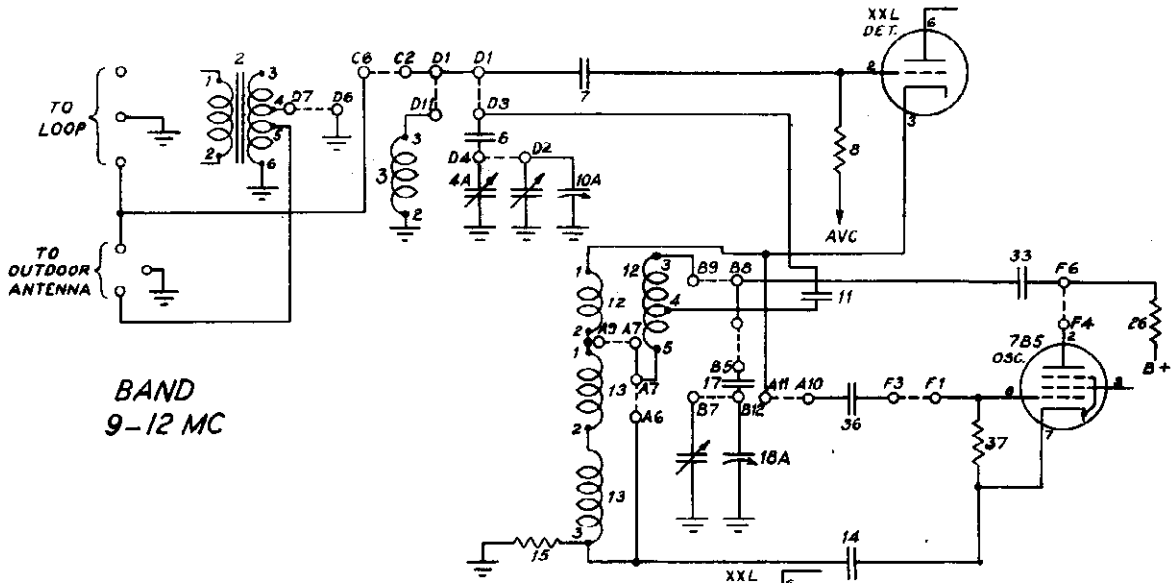 XXL
DET.
6
2
3
C6
C2
D1
D1
7
TO
LOOP
2
1
3
4
D7
D6
5
2
6
D11
D3
6
3
3
2
D4
D2
4A
10A
8
AVC
TO
OUTDOOR
ANTENNA
1
12
2
12
3
4
5
B9
B8
11
33
F6
F4
2
26
B+
7B5
OSC.
A9
A7
A7
1
13
2
A6
B5
17
B7
B12
A11
A10
36
F3
F1
6
7
37
18A
BAND
9-12 MC
13
3
15
14
XXL
6